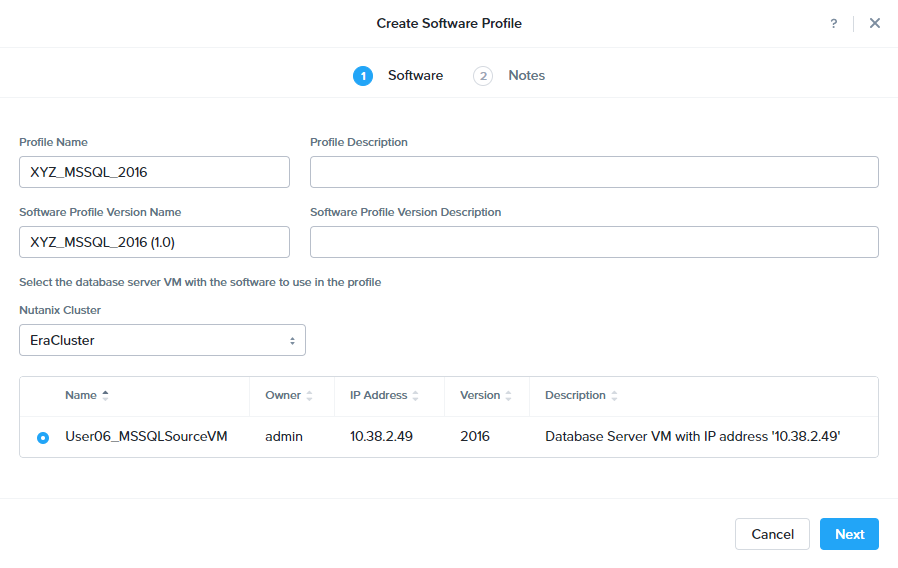 Create Software Profile
?
1 Software 2 Notes
Profile Name Profile Description
XYZ_MSSQL_2016
Software Profile Version Name Software Profile Version Description
XYZ_MSSQL_2016 (1.0)
Select the database server VM with the software to use in the profile
Nutanix Cluster
EraCluster
Name Owner IP Address Version Description
User06_MSSQLSourceVM admin 10.38.2.49 2016 Database Server VM with IP address '10.38.2.49'
Cancel Next